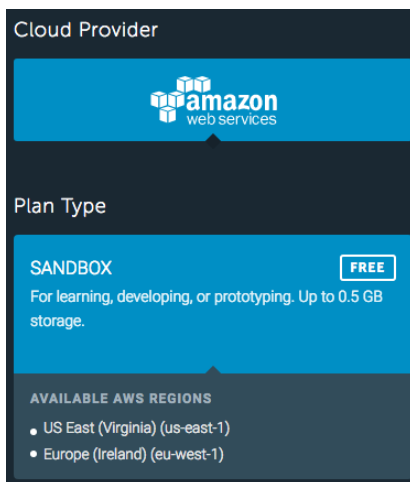 Cloud Provider
amazon
web services
Plan Type
SANDBOX
FREE
For learning, developing, or prototyping. Up to 0.5 GB
storage.
AVAILABLE AWS REGIONS
• US East (Virginia) (us-east-1)
• Europe (Ireland) (eu-west-1)